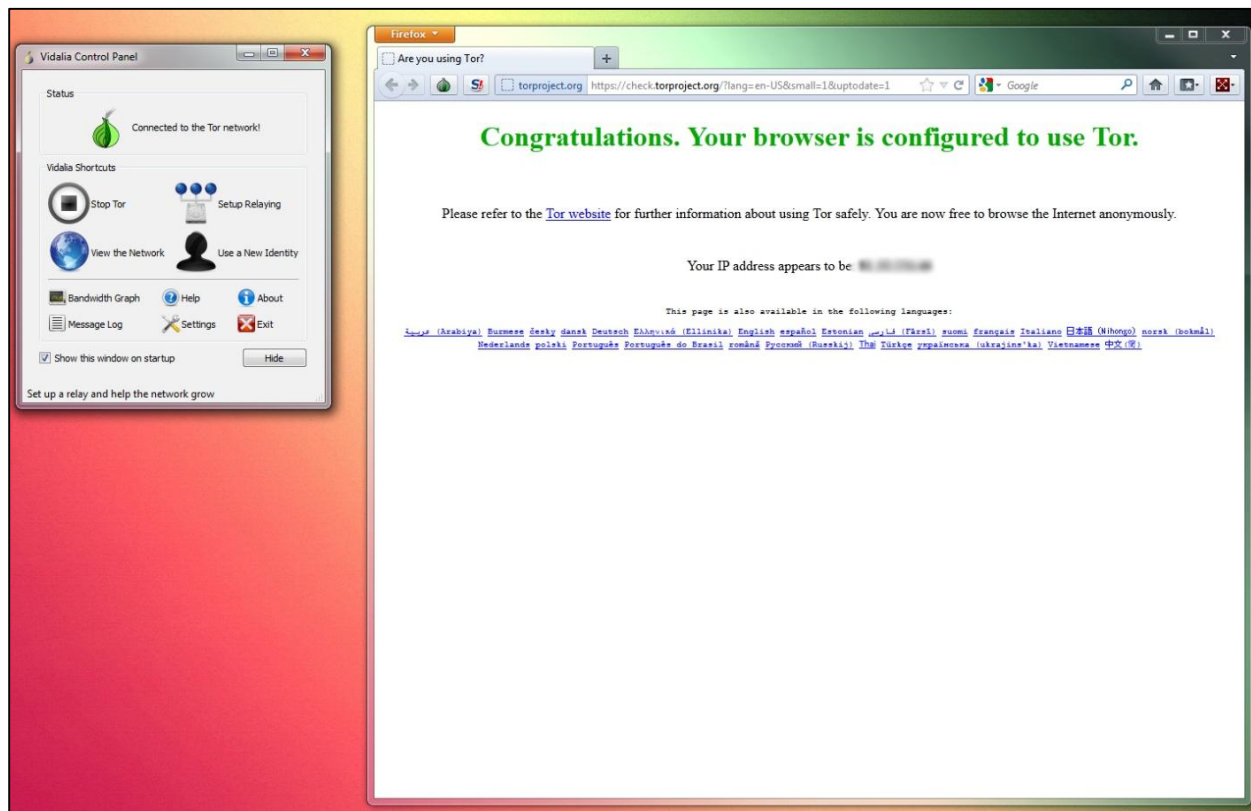 Vidalia Control Panel
Status
Connected to the Tor network!
Vidalia Shortcuts
Stop Tor
Setup Relaying
View the Network
Use a New Identity
Bandwidth Graph
Help
About
Message Log
Settings
Exit
Show this window on startup
Hide
Set up a relay and help the network grow
Firefox
Are you using Tor?
torproject.org https://check.torproject.org/?lang=en-US&small=1&uptodate=1
Google
Congratulations. Your browser is configured to use Tor.
Please refer to the Tor website for further information about using Tor safely. You are now free to browse the Internet anonymously.
Your IP address appears to be:
This page is also available in the following languages:
عربية (Arabiya) Burmese česky dansk Deutsch Ελληνικά (Ellinika) English español Estonian فارسی (Fārsī) suomi français Italiano 日本語 (Nihongo) norsk (bokmål)
Nederlands polski Português Português do Brasil română Русский (Russkij) Thai Türkçe українська (ukrajins'ka) Vietnamese 中文(简)